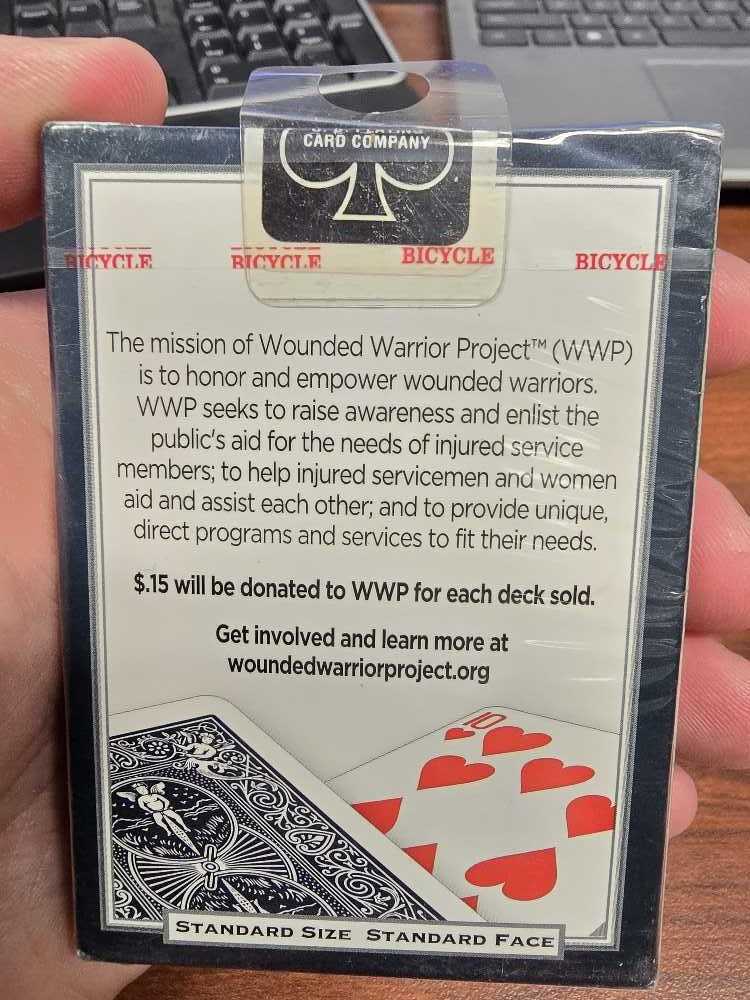 CARD COMPANY
BICYCLE BICYCLE BICYCLE BICYCLE
The mission of Wounded Warrior Project™ (WWP)
is to honor and empower wounded warriors.
WWP seeks to raise awareness and enlist the
public's aid for the needs of injured service
members; to help injured servicemen and women
aid and assist each other; and to provide unique,
direct programs and services to fit their needs.
$.15 will be donated to WWP for each deck sold.
Get involved and learn more at
woundedwarriorproject.org
10
STANDARD SIZE STANDARD FACE